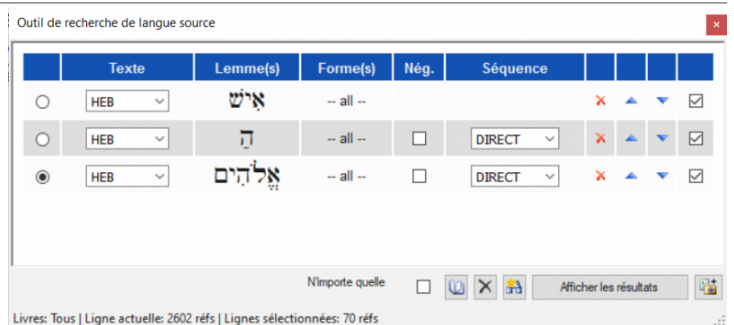 Outil de recherche de langue source
Texte Lemme(s) Forme(s) Nég. Séquence
HEB אִישׁ -- all --
HEB הַ -- all -- DIRECT
HEB אֱלֹהִים -- all -- DIRECT
N'importe quelle Afficher les résultats
Livres: Tous | Ligne actuelle: 2602 réfs | Lignes sélectionnées: 70 réfs